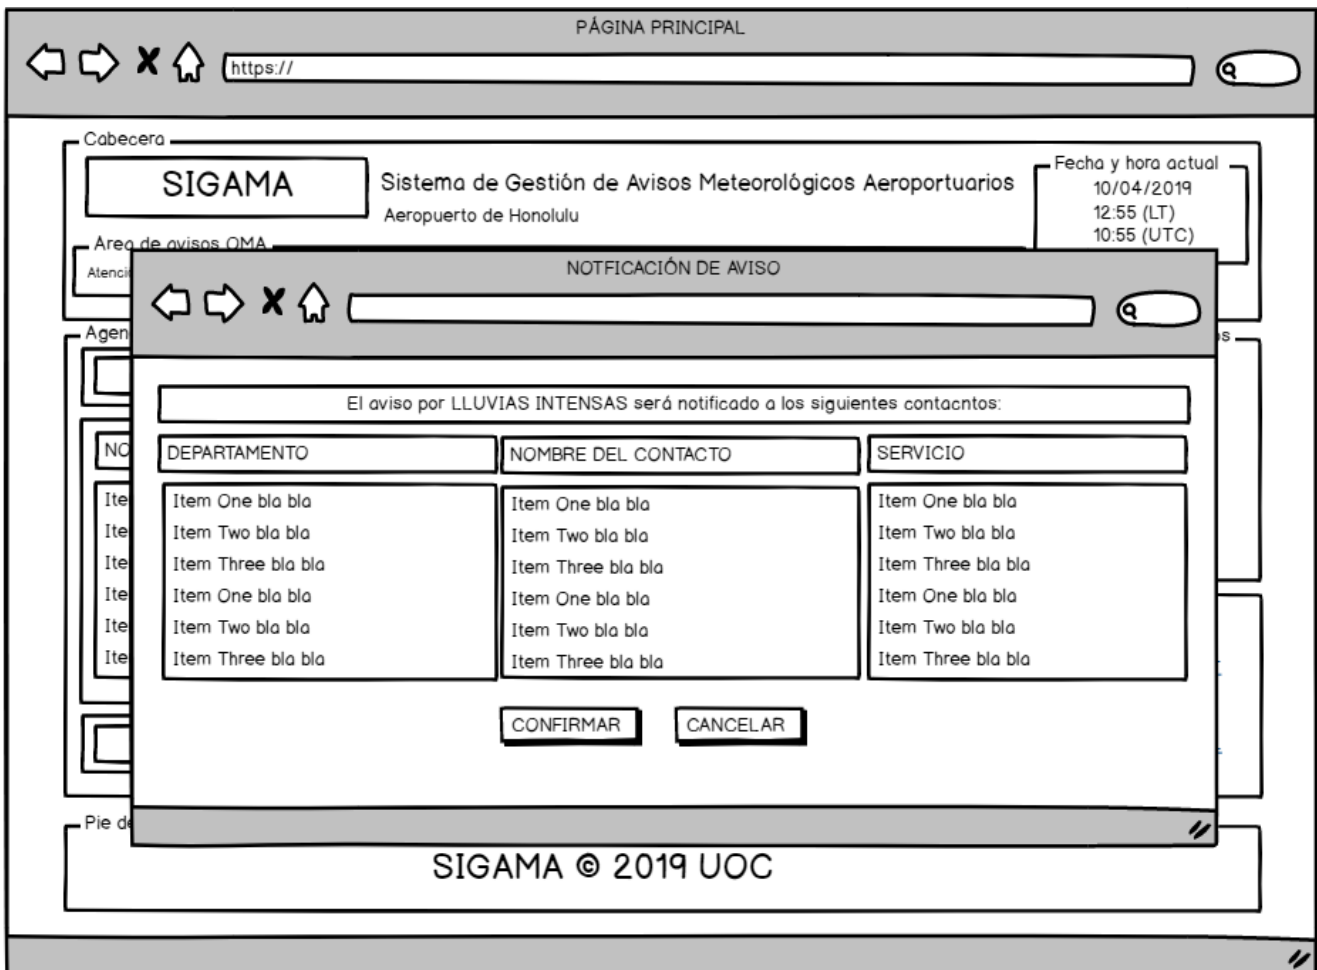 PÁGINA PRINCIPAL
https://
Cabecera
SIGAMA
Sistema de Gestión de Avisos Meteorológicos Aeroportuarios
Aeropuerto de Honolulu
Fecha y hora actual
10/04/2019
12:55 (LT)
10:55 (UTC)
Area de avisos OMA
NOTFICACIÓN DE AVISO
El aviso por LLUVIAS INTENSAS será notificado a los siguientes contacntos:
DEPARTAMENTO
NOMBRE DEL CONTACTO
SERVICIO
Item One bla bla
Item One bla bla
Item One bla bla
Item Two bla bla
Item Two bla bla
Item Two bla bla
Item Three bla bla
Item Three bla bla
Item Three bla bla
Item One bla bla
Item One bla bla
Item One bla bla
Item Two bla bla
Item Two bla bla
Item Two bla bla
Item Three bla bla
Item Three bla bla
Item Three bla bla
CONFIRMAR
CANCELAR
Pie de
SIGAMA © 2019 UOC